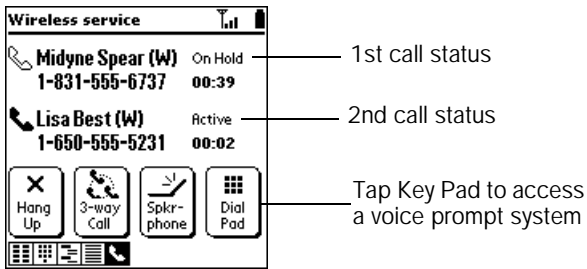 Wireless service
Midyne Spear (W) On Hold
1-831-555-6737 00:39
Lisa Best (W) Active
1-650-555-5231 00:02
Hang Up
3-way Call
Spkr-phone
Dial Pad
1st call status
2nd call status
Tap Key Pad to access
a voice prompt system